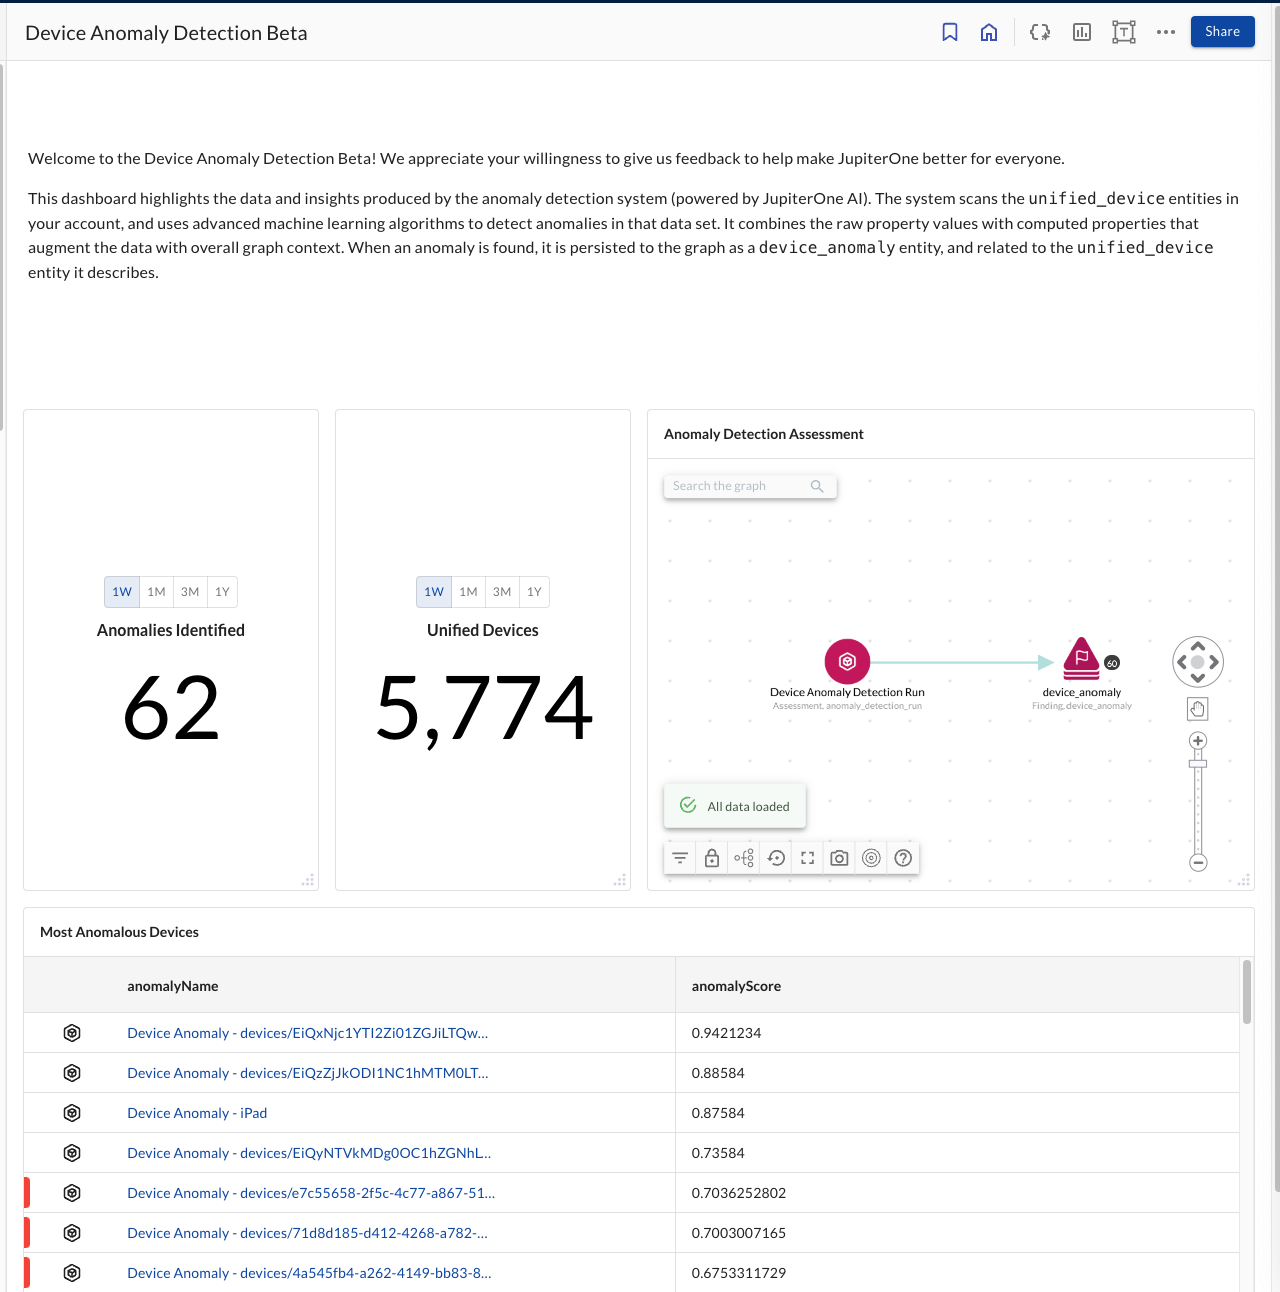 Device Anomaly Detection Beta
Share
Welcome to the Device Anomaly Detection Beta! We appreciate your willingness to give us feedback to help make JupiterOne better for everyone.
This dashboard highlights the data and insights produced by the anomaly detection system (powered by JupiterOne AI). The system scans the unified_device entities in
your account, and uses advanced machine learning algorithms to detect anomalies in that data set. It combines the raw property values with computed properties that
augment the data with overall graph context. When an anomaly is found, it is persisted to the graph as a device_anomaly entity, and related to the unified_device
entity it describes.
1W 1M 3M 1Y
Anomalies Identified
62
1W 1M 3M 1Y
Unified Devices
5,774
Anomaly Detection Assessment
Search the graph
60
Device Anomaly Detection Run
Assessment, anomaly_detection_run
device_anomaly
Finding, device_anomaly
All data loaded
Most Anomalous Devices
anomalyName anomalyScore
Device Anomaly - devices/EiQxNjc1YTI2Zi01ZGJiLTQw... 0.9421234
Device Anomaly - devices/EiQzZjJkODI1NC1hMTM0LT... 0.88584
Device Anomaly - iPad 0.87584
Device Anomaly - devices/EiQyNTVkMDg0OC1hZGNhL... 0.73584
Device Anomaly - devices/e7c55658-2f5c-4c77-a867-51... 0.7036252802
Device Anomaly - devices/71d8d185-d412-4268-a782-... 0.7003007165
Device Anomaly - devices/4a545fb4-a262-4149-bb83-8... 0.6753311729